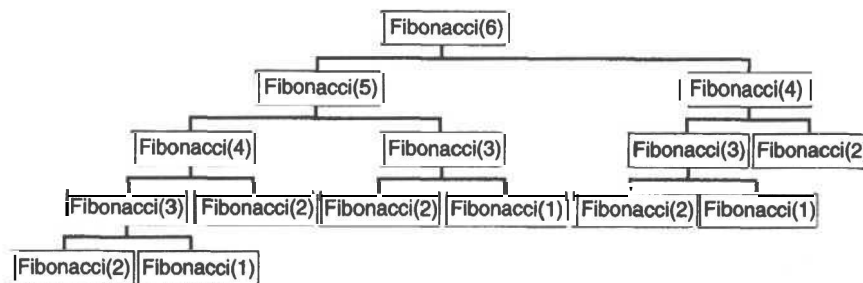 Fibonacci(6)
Fibonacci(5) Fibonacci(4)
Fibonacci(4) Fibonacci(3) Fibonacci(3) Fibonacci(2
Fibonacci(3) Fibonacci(2) Fibonacci(2) Fibonacci(1) Fibonacci(2) Fibonacci(1)
Fibonacci(2) Fibonacci(1)